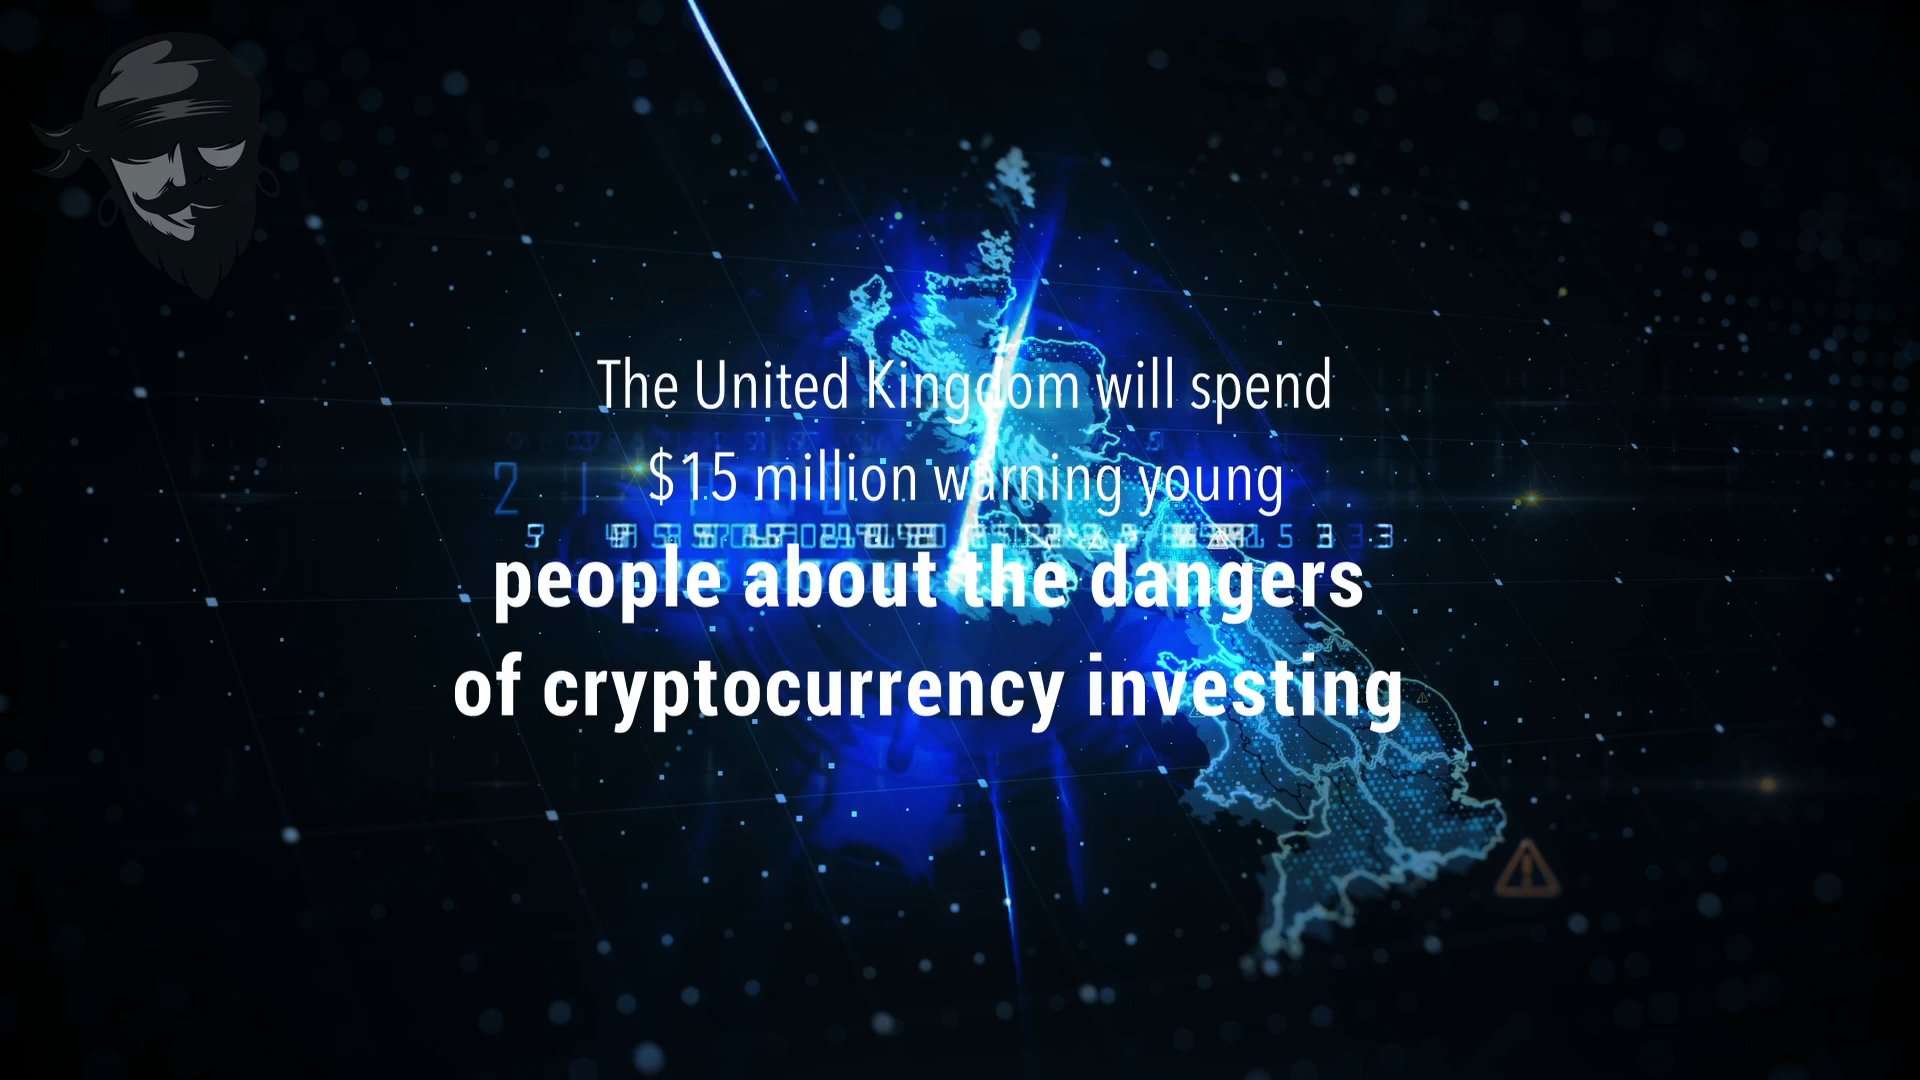 The United Kingdom will spend
$15 million warning young
people about the dangers
of cryptocurrency investing